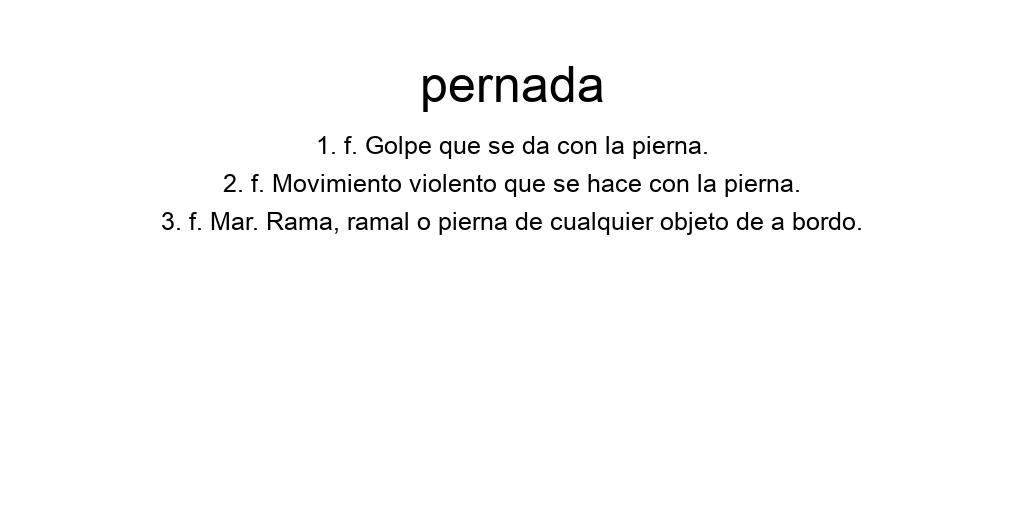 pernada
1. f. Golpe que se da con la pierna.
2. f. Movimiento violento que se hace con la pierna.
3. f. Mar. Rama, ramal o pierna de cualquier objeto de a bordo.